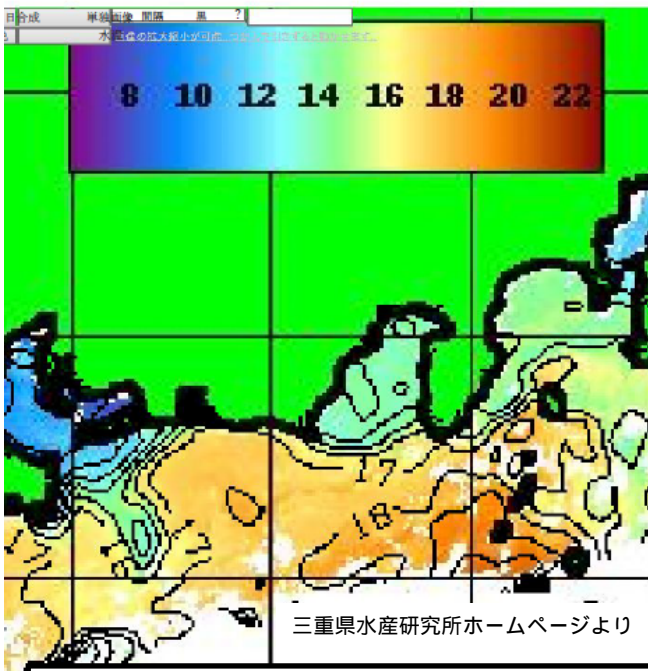 日合成 単独画像 間隔 黒 ?
水
8 10 12 14 16 18 20 22
17
18
三重県水産研究所ホームページより